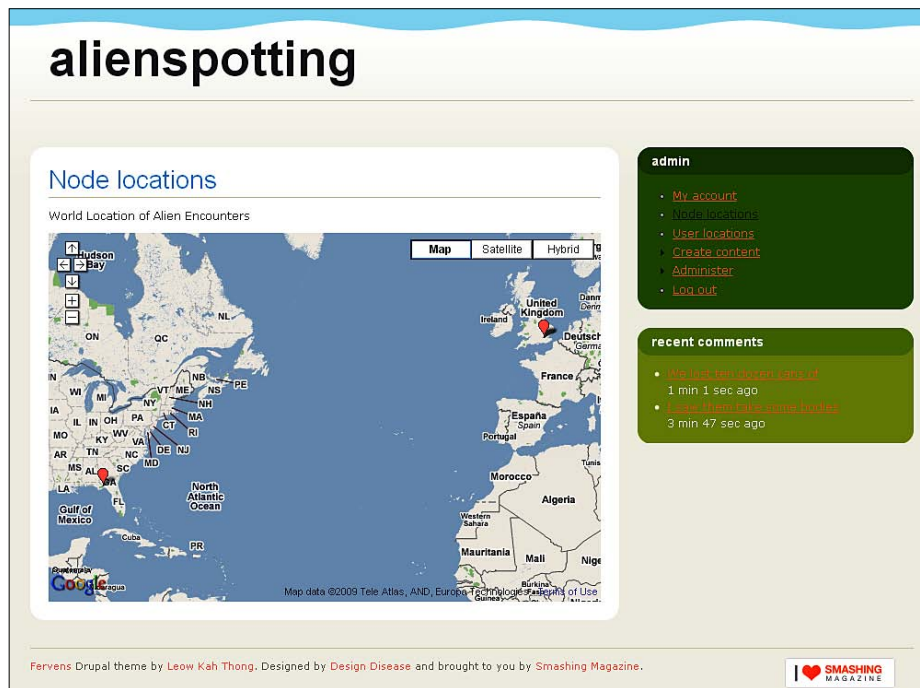 alienspotting
Node locations
World Location of Alien Encounters
Map Satellite Hybrid
Hudson
Bay
ON
QC
NL
NB
PE
NS
WI
MI
VT ME
NH
IA
MA
IL IN OH PA
CT
RI
MO
KY WV VA
DE NJ
AR TN NC
MD
MS AL SC
GA
LA
FL
Gulf of
Mexico
Cuba
PR
North
Atlantic
Ocean
United
Kingdom
Ireland
Deutsch
France
España
Spain
Portugal
Tunis
Morocco
Algeria
Western
Sahara
Mauritania
Mali
Nige
Burkina
Guinea
Google
Map data ©2009 Tele Atlas, AND, Europa Technologies - Terms of Use
admin
My account
Node locations
User locations
Create content
Administer
Log out
recent comments
We lost ten dozen cans of
1 min 1 sec ago
I saw them take some bodies
3 min 47 sec ago
Fervens Drupal theme by Leow Kah Thong. Designed by Design Disease and brought to you by Smashing Magazine.
I SMASHING
MAGAZINE